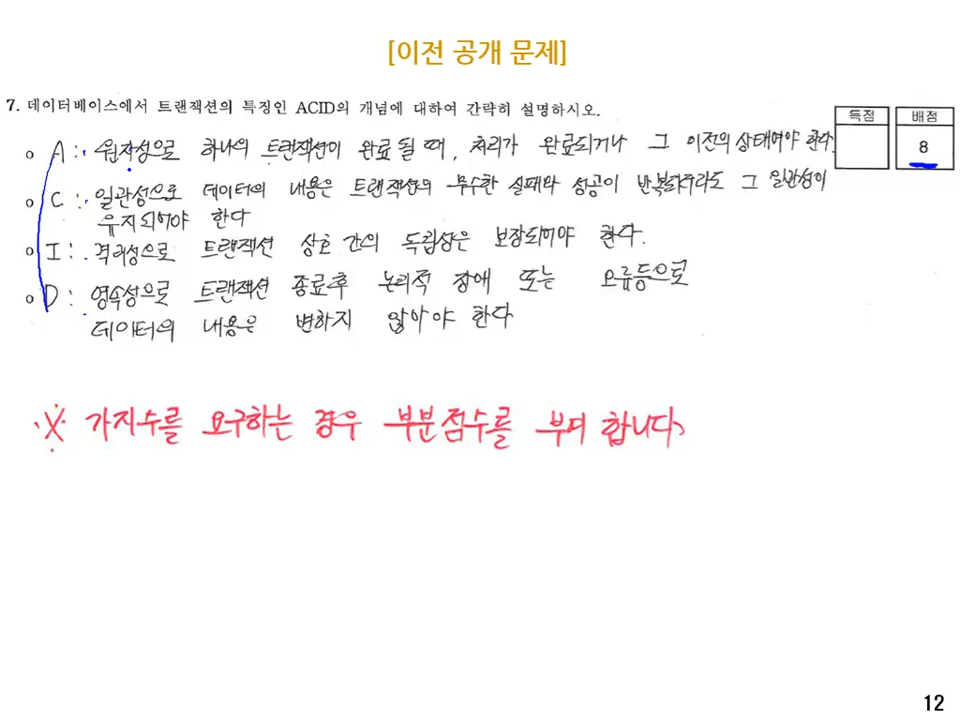 [이전 공개 문제]
7. 데이터베이스에서 트랜잭션의 특징인 ACID의 개념에 대하여 간략히 설명하시오.
득점 배점
8
o A : 원자성으로 하나의 트랜잭션이 완료 될 때, 처리가 완료되거나 그 이전의 상태여야 한다.
o C : 일관성으로 데이터의 내용은 트랜잭션의 무수한 실패와 성공이 반복되더라도 그 일관성이
유지되어야 한다
o I : 격리성으로 트랜잭션 상호 간의 독립성은 보장되어야 한다.
o D : 영속성으로 트랜잭션 종료후 논리적 장애 또는 오류등으로
데이터의 내용은 변하지 않아야 한다
※ 가지수를 요구하는 경우 부분점수를 부여 합니다
12